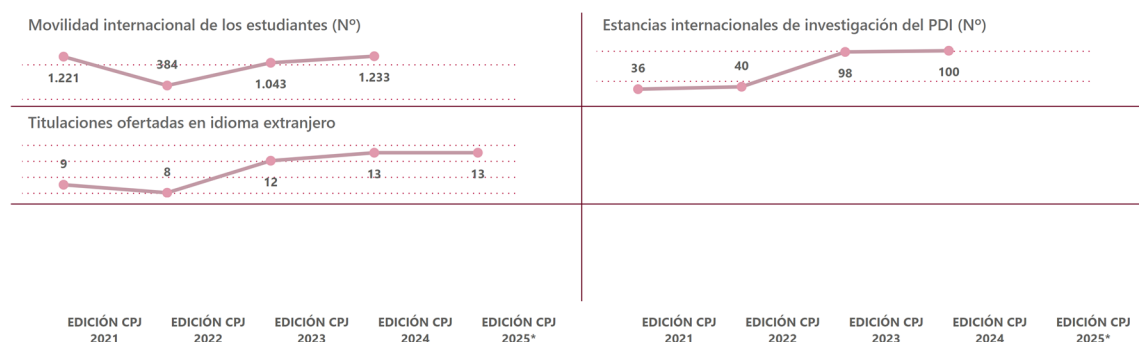 Movilidad internacional de los estudiantes (Nº)
1.221
384
1.043
1.233
Estancias internacionales de investigación del PDI (Nº)
36
40
98
100
Titulaciones ofertadas en idioma extranjero
9
8
12
13
13
EDICIÓN CPJ
2021
EDICIÓN CPJ
2022
EDICIÓN CPJ
2023
EDICIÓN CPJ
2024
EDICIÓN CPJ
2025*
EDICIÓN CPJ
2021
EDICIÓN CPJ
2022
EDICIÓN CPJ
2023
EDICIÓN CPJ
2024
EDICIÓN CPJ
2025*